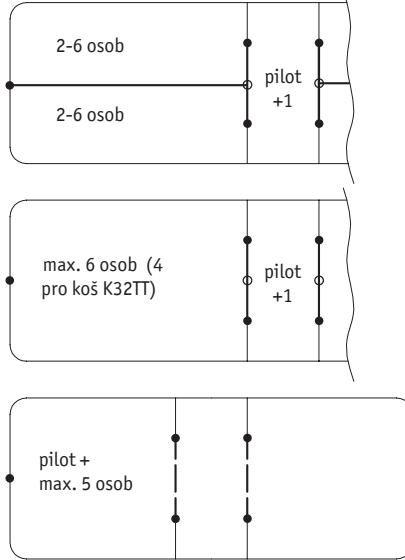 2-6 osob
2-6 osob
pilot
+1
max. 6 osob (4
pro koš K32TT)
pilot
+1
pilot +
max. 5 osob